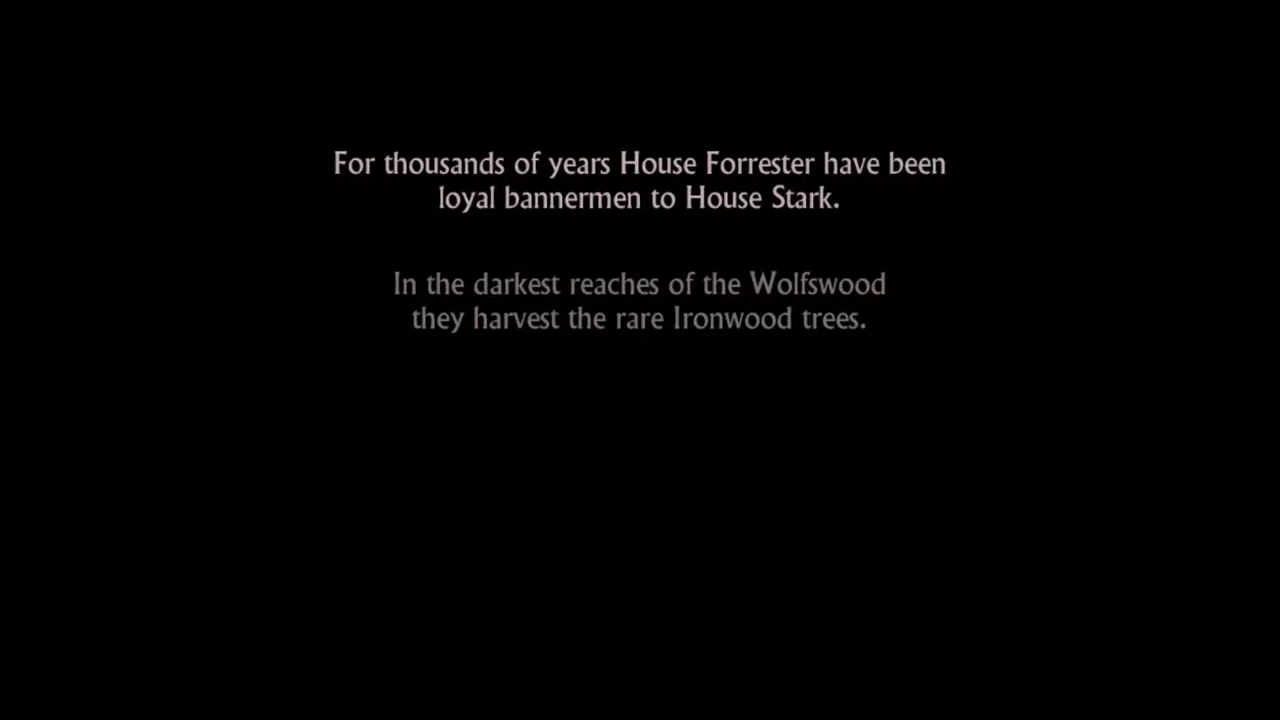 For thousands of years House Forrester have been
loyal bannermen to House Stark.
In the darkest reaches of the Wolfswood
they harvest the rare Ironwood trees.